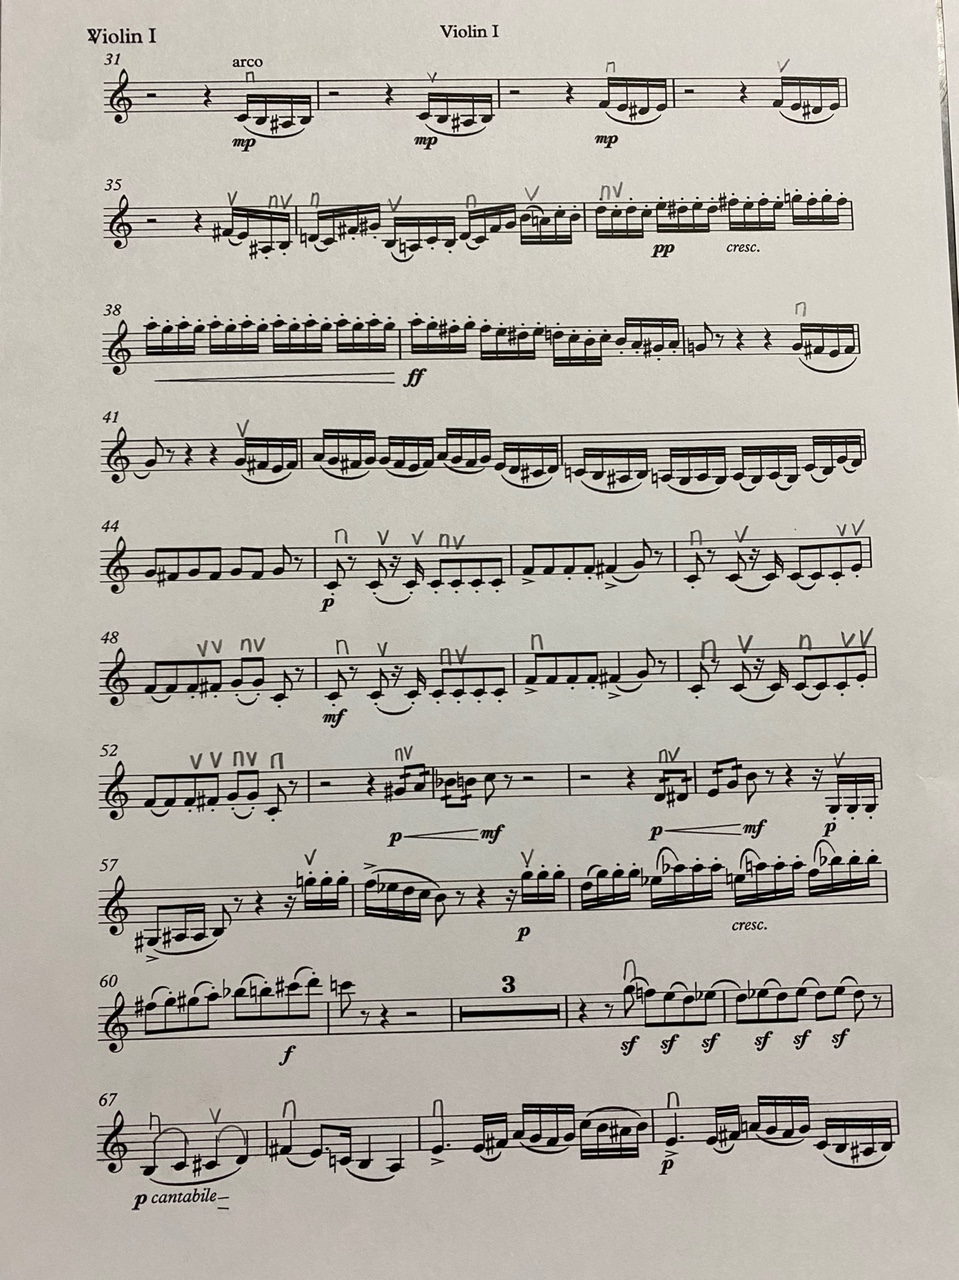 Violin I Violin I
31 arco
mp mp mp
35
pp cresc.
38
ff
41
44
p
48
mf
52
p mf p mf p
57
p cresc.
60 3
f sf sf sf sf sf sf
67
p cantabile p